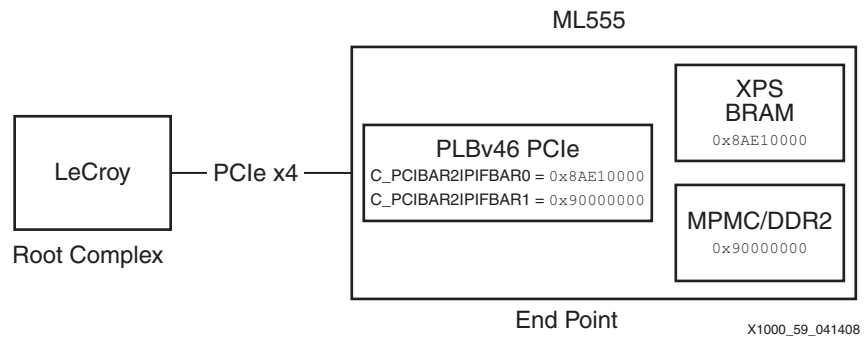 ML555
XPS
BRAM
0x8AE10000
PLBv46 PCIe
C_PCIBAR2IPIFBAR0 = 0x8AE10000
C_PCIBAR2IPIFBAR1 = 0x90000000
LeCroy
PCIe x4
MPMC/DDR2
0x90000000
Root Complex
End Point
X1000_59_041408